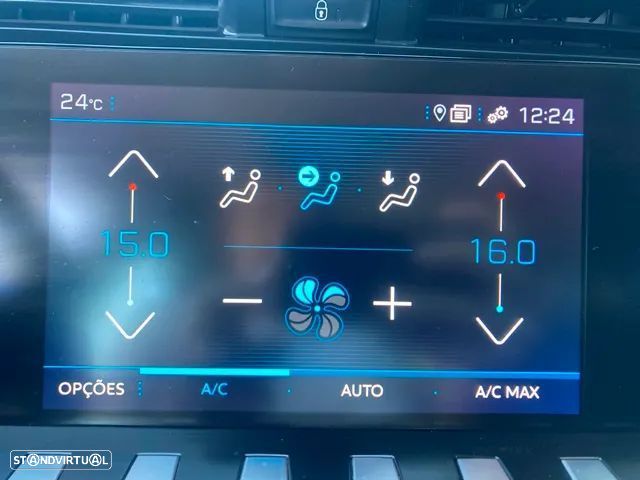 24°C 12:24
15.0 16.0
OPÇÕES A/C AUTO A/C MAX
STANDVIRTUAL